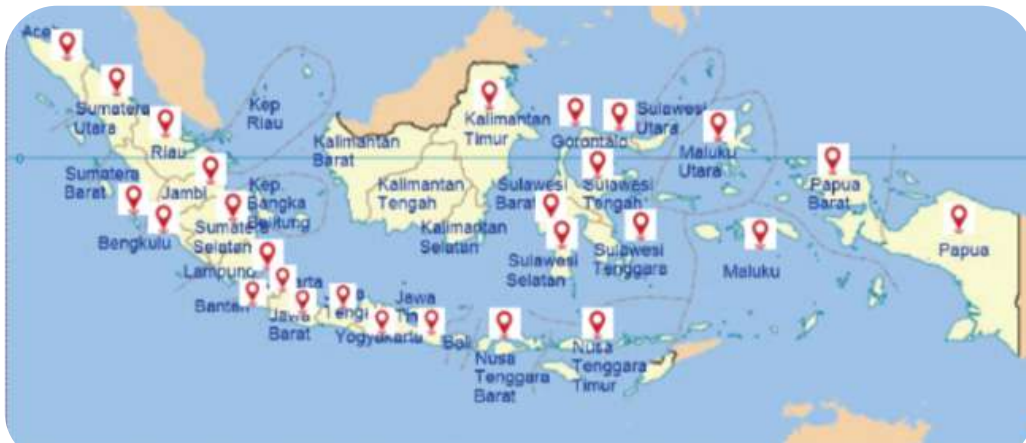 Aceh
Sumatera
Utara
Riau
Kep
Riau
0
Sumatera
Barat
Jambi
Kep.
Bangka
Belitung
Bengkulu
Sumatera
Selatan
Lampung
Banten
Jawa
Barat
Yogyakarta
Jawa
Bali
Kalimantan
Barat
Kalimantan
Tengah
Kalimantan
Timur
Kalimantan
Selatan
Gorontalo
Sulawesi
Utara
Sulawesi
Barat
Sulawesi
Tengah
Sulawesi
Selatan
Sulawesi
Tenggara
Maluku
Utara
Maluku
Papua
Barat
Papua
Nusa
Tenggara
Barat
Nusa
Tenggara
Timur